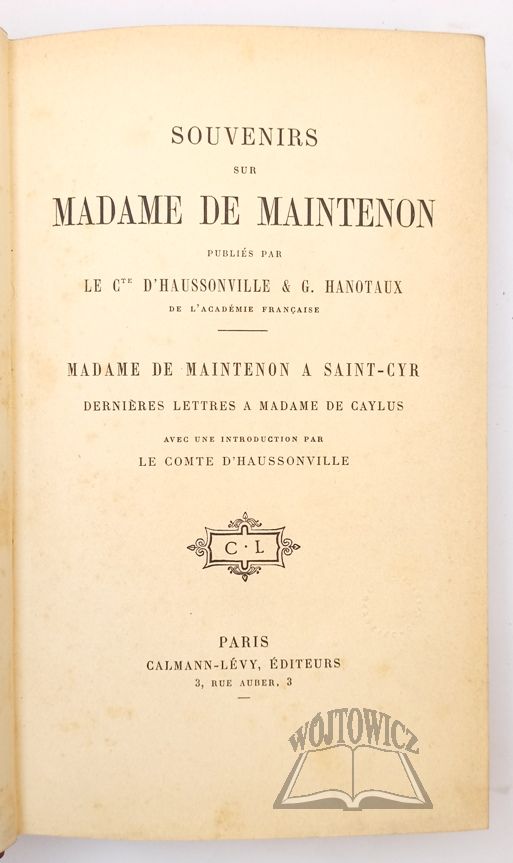 SOUVENIRS
SUR
MADAME DE MAINTENON
PUBLIÉS PAR
LE CTE D'HAUSSONVILLE & G. HANOTAUX
DE L'ACADÉMIE FRANÇAISE
MADAME DE MAINTENON A SAINT-CYR
DERNIÈRES LETTRES A MADAME DE CAYLUS
AVEC UNE INTRODUCTION PAR
LE COMTE D'HAUSSONVILLE
C · L
PARIS
CALMANN-LÉVY, ÉDITEURS
3, RUE AUBER, 3
WÓJTOWICZ